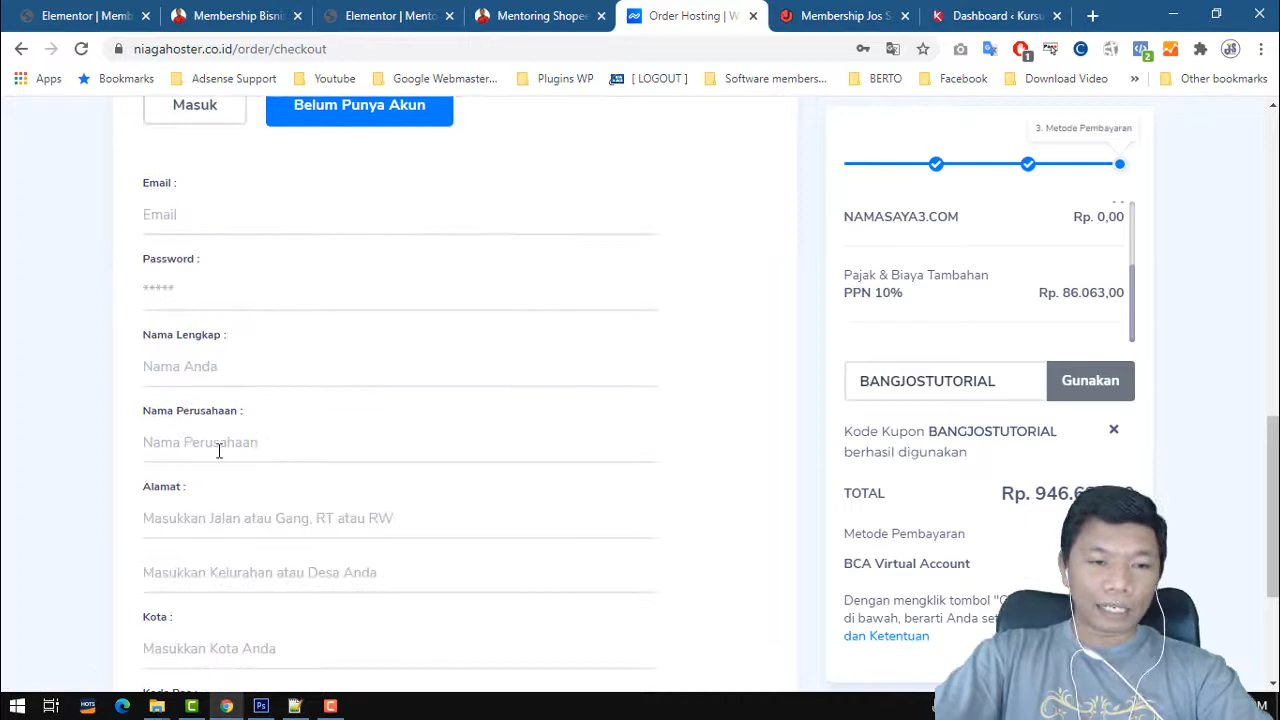 Elementor | Memb
Membership Bisni
Elementor | Mento
Mentoring Shopee
Order Hosting | W
Membership Jos S
Dashboard ‹ Kursu
niagahoster.co.id/order/checkout
Apps
Bookmarks
Adsense Support
Youtube
Google Webmaster...
Plugins WP
[ LOGOUT ]
Software members...
BERTO
Facebook
Download Video
»
Other bookmarks
Masuk
Belum Punya Akun
Email :
Email
Password :
*****
Nama Lengkap :
Nama Anda
Nama Perusahaan :
Nama Perusahaan
Alamat :
Masukkan Jalan atau Gang, RT atau RW
Masukkan Kelurahan atau Desa Anda
Kota :
Masukkan Kota Anda
3. Metode Pembayaran
NAMASAYA3.COM Rp. 0,00
Pajak & Biaya Tambahan
PPN 10% Rp. 86.063,00
BANGJOSTUTORIAL Gunakan
Kode Kupon BANGJOSTUTORIAL
berhasil digunakan
TOTAL Rp.
Metode Pembayaran
BCA Virtual Account
Dengan mengklik tombol
di bawah, berarti Anda
dan Ketentuan